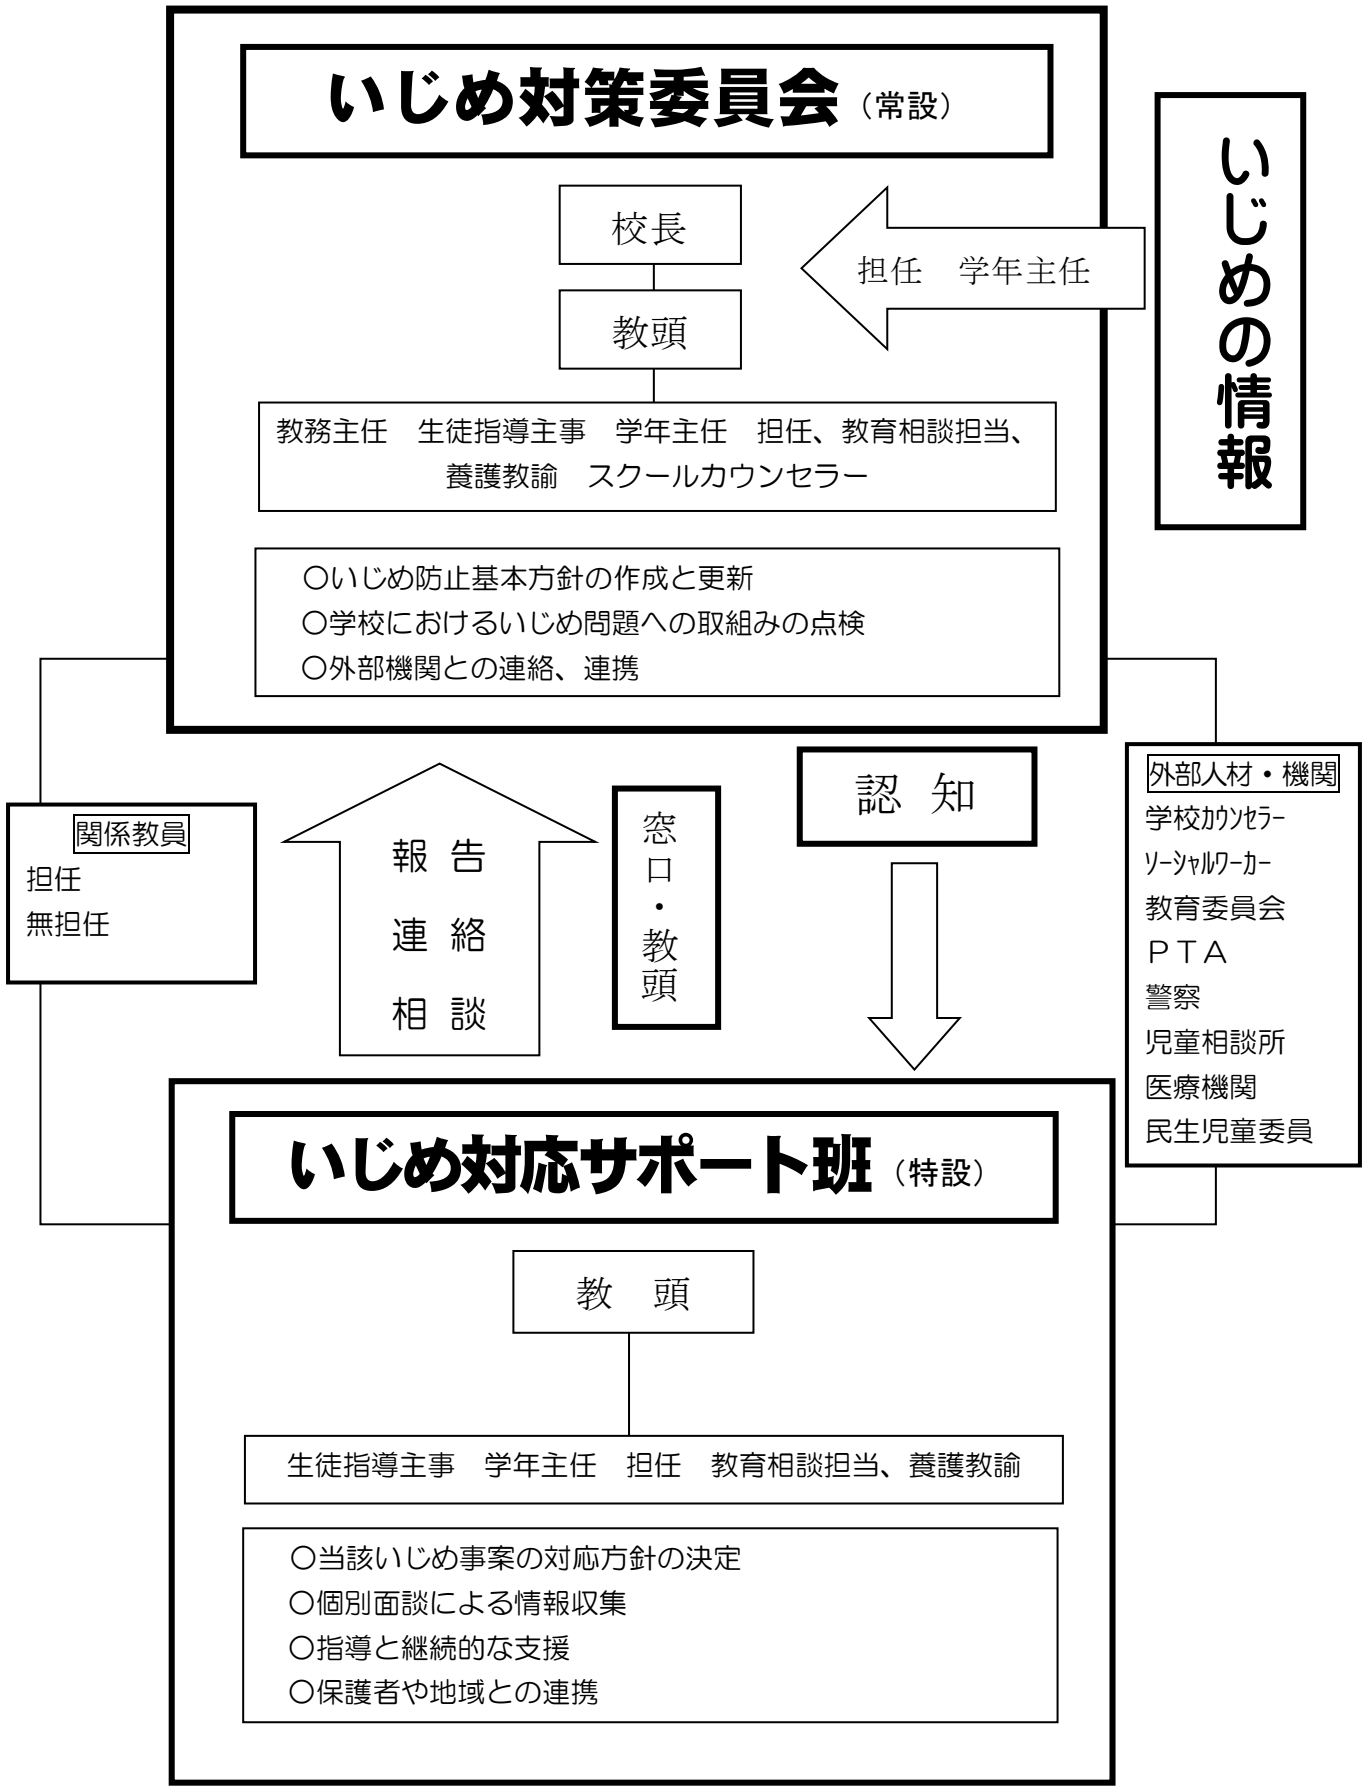 いじめ対策委員会（常設）
いじめの情報
校長
担任　学年主任
教頭
教務主任　生徒指導主事　学年主任　担任、教育相談担当、
養護教諭　スクールカウンセラー
○いじめ防止基本方針の作成と更新
○学校におけるいじめ問題への取組みの点検
○外部機関との連絡、連携
関係教員
担任
無担任
報 告
連 絡
相 談
窓口・教頭
認 知
外部人材・機関
学校ｶｳﾝｾﾗｰ
ｿｰｼｬﾙﾜｰｶｰ
教育委員会
ＰＴＡ
警察
児童相談所
医療機関
民生児童委員
いじめ対応サポート班（特設）
教　頭
生徒指導主事　学年主任　担任　教育相談担当、養護教諭
○当該いじめ事案の対応方針の決定
○個別面談による情報収集
○指導と継続的な支援
○保護者や地域との連携